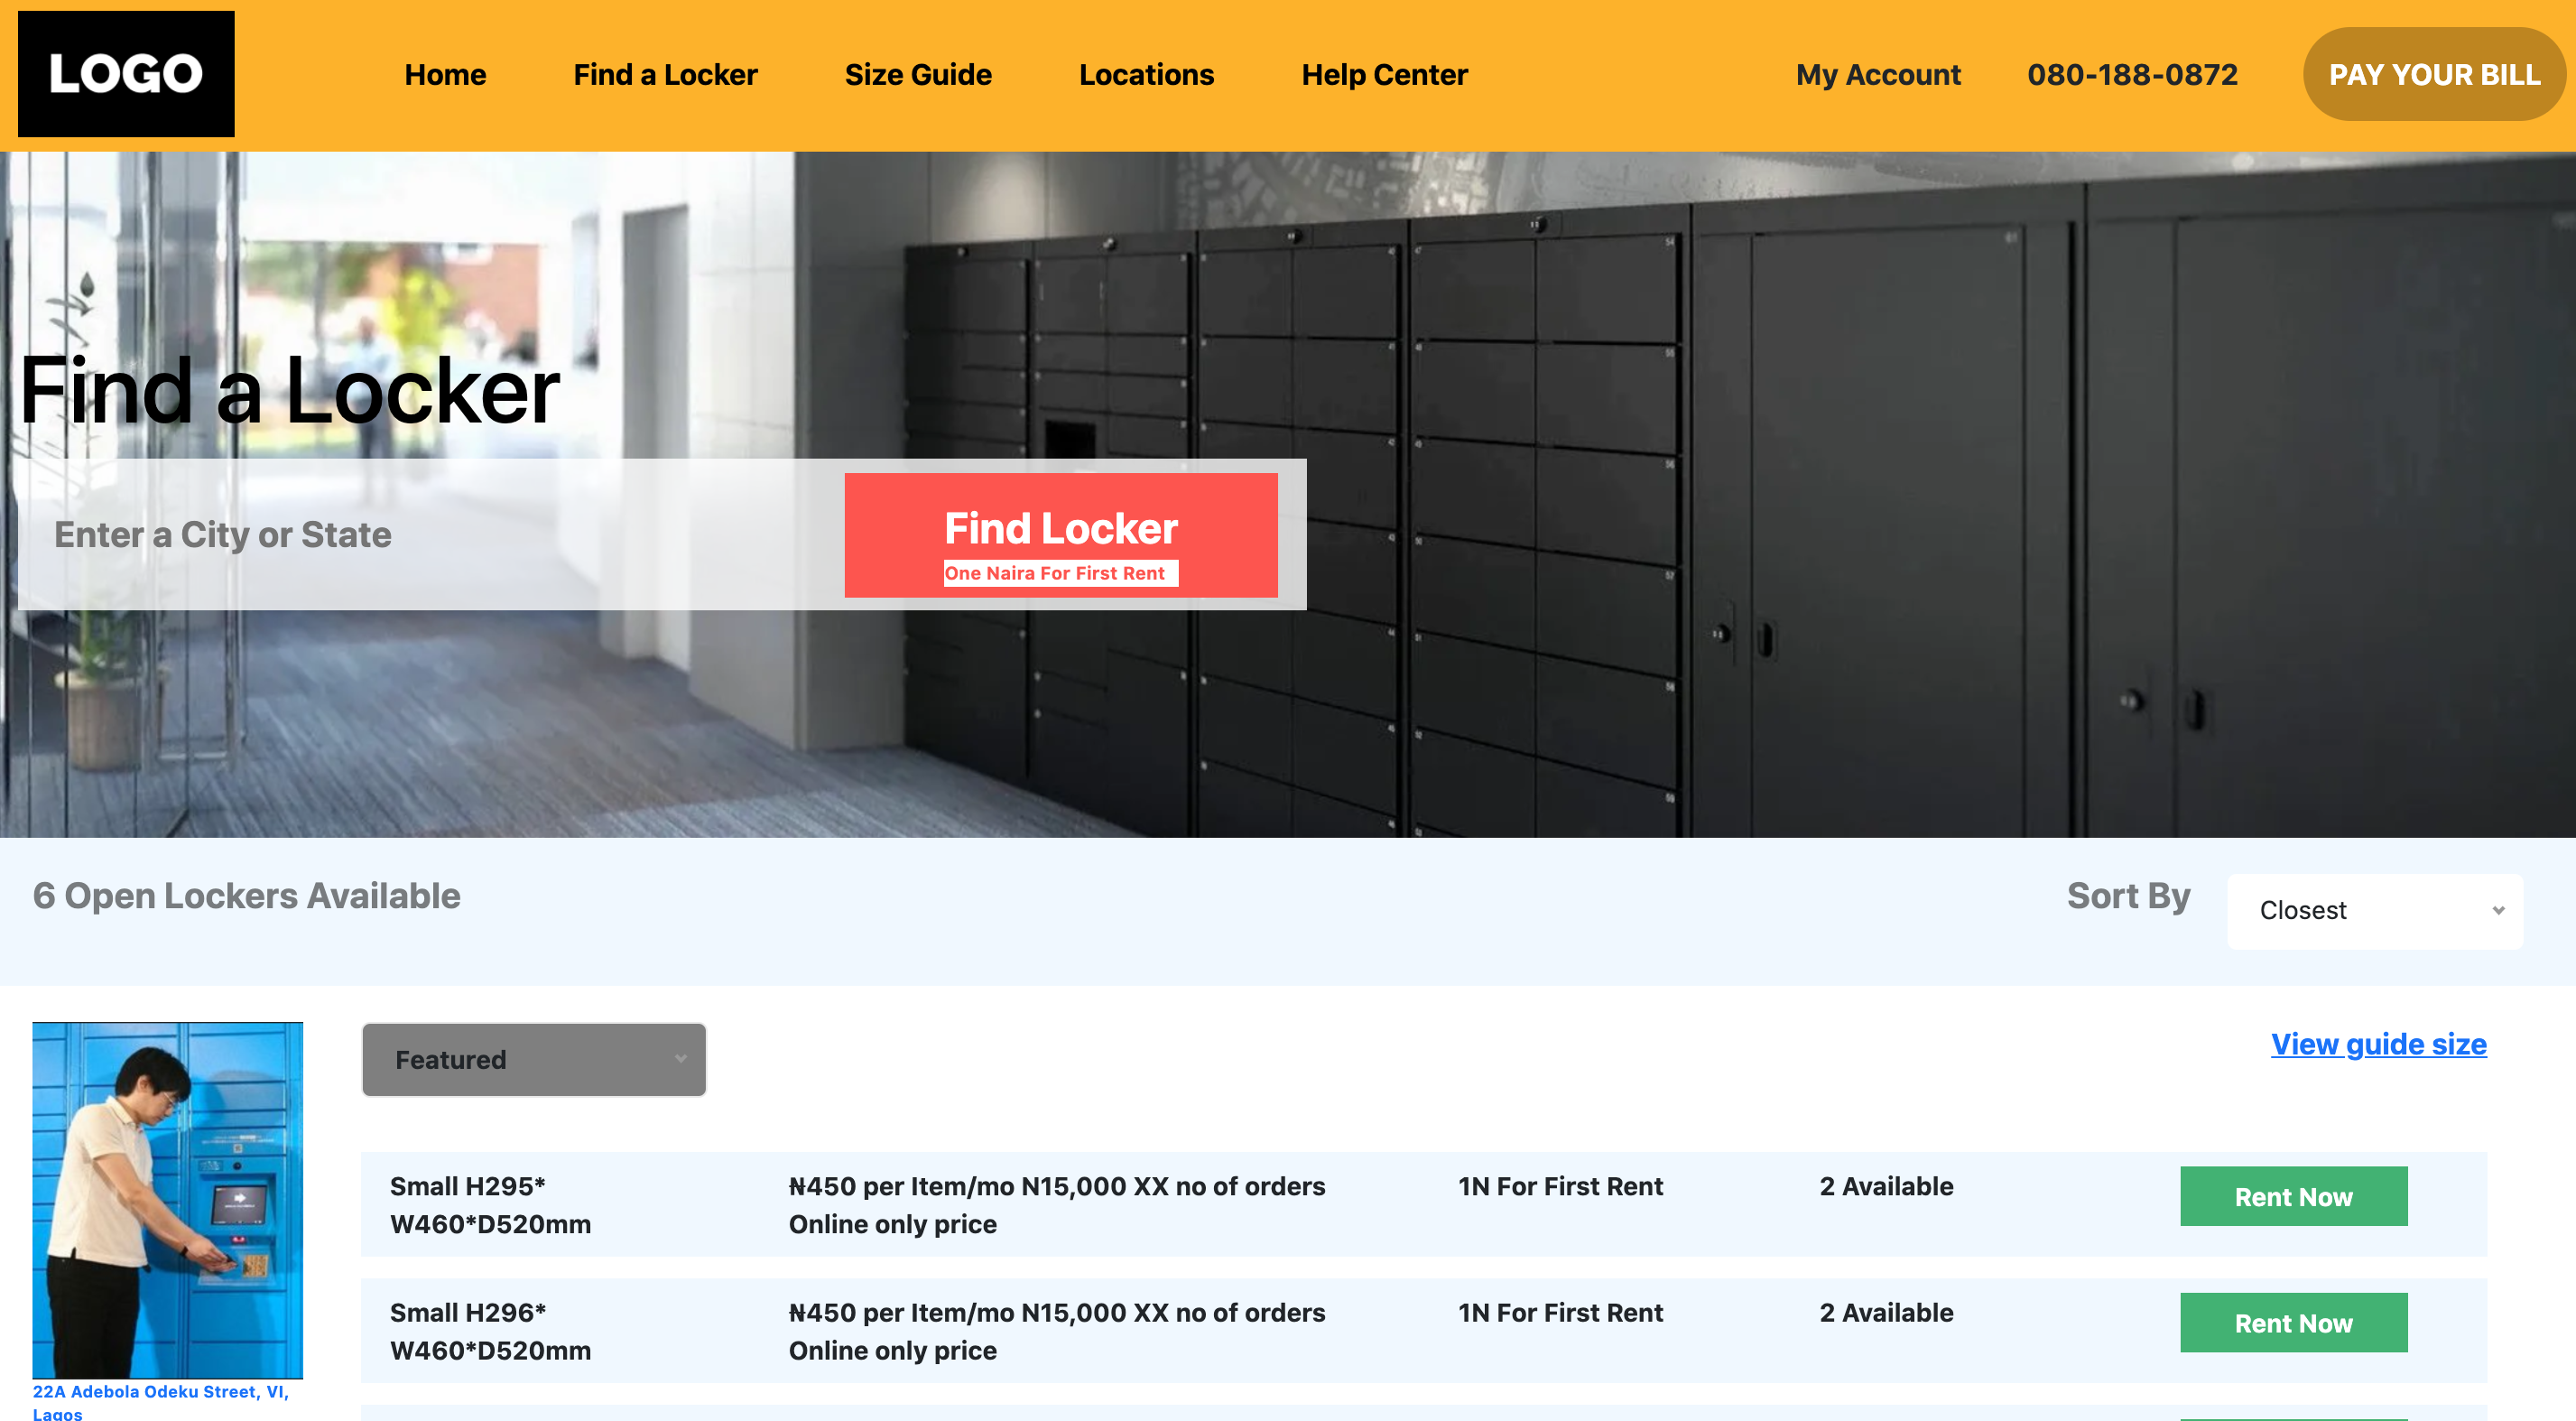 LOGO
Home
Find a Locker
Size Guide
Locations
Help Center
My Account
080-188-0872
PAY YOUR BILL
Find a Locker
Enter a City or State
Find Locker
One Naira For First Rent
6 Open Lockers Available
Sort By
Closest
Featured
View guide size
Small H295*
W460*D520mm
₦450 per Item/mo N15,000 XX no of orders
Online only price
1N For First Rent
2 Available
Rent Now
Small H296*
W460*D520mm
₦450 per Item/mo N15,000 XX no of orders
Online only price
1N For First Rent
2 Available
Rent Now
22A Adebola Odeku Street, VI,
Lagos